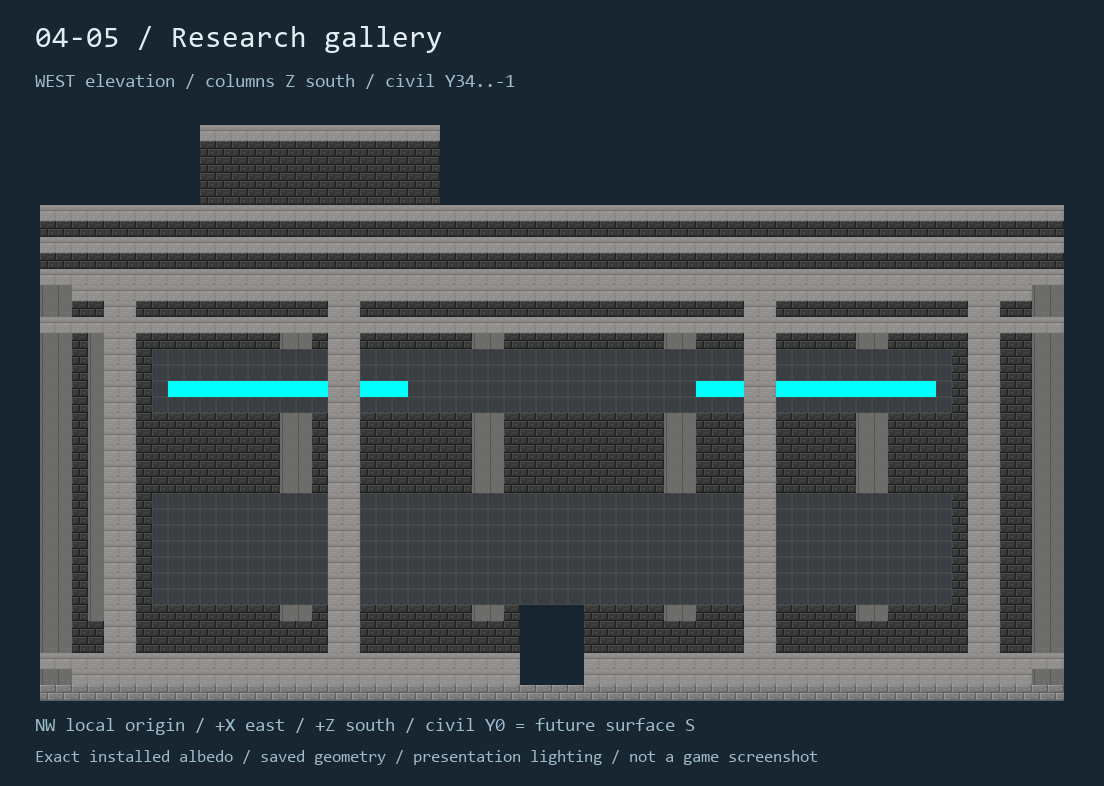 04-05 / Research gallery
WEST elevation / columns Z south / civil Y34..-1
NW local origin / +X east / +Z south / civil Y0 = future surface S
Exact installed albedo / saved geometry / presentation lighting / not a game screenshot